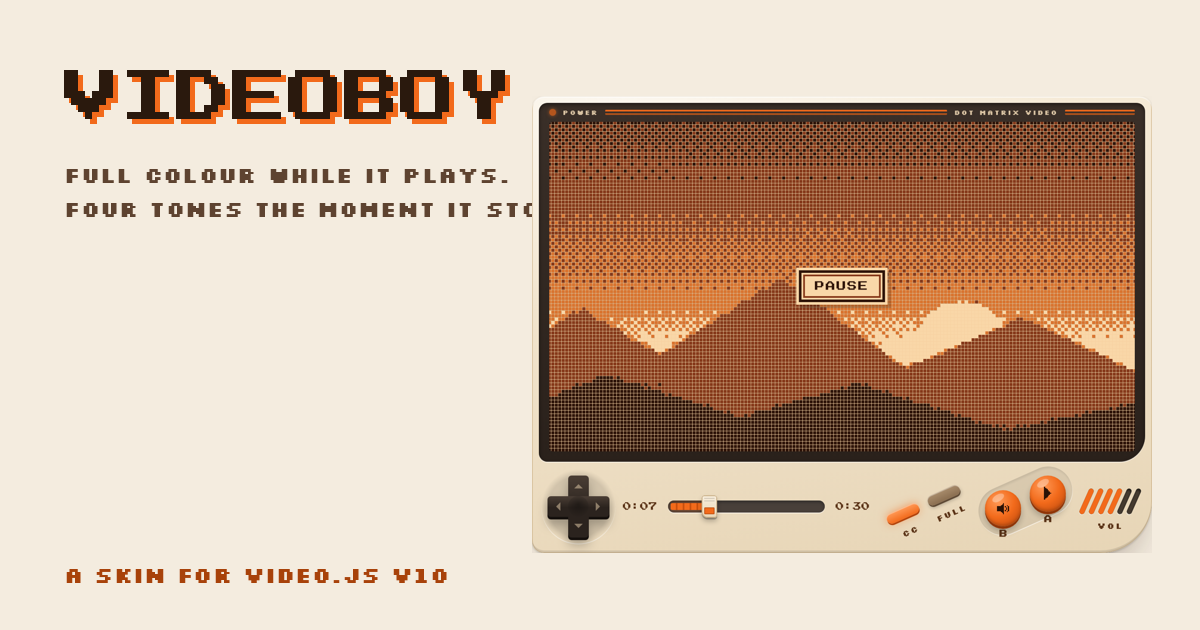 VIDEOBOY
FULL COLOUR WHILE IT PLAYS.
FOUR TONES THE MOMENT IT STO
POWER
DOT MATRIX VIDEO
PAUSE
0:07
0:30
CC
FULL
B
A
VOL
A SKIN FOR VIDEO.JS V10